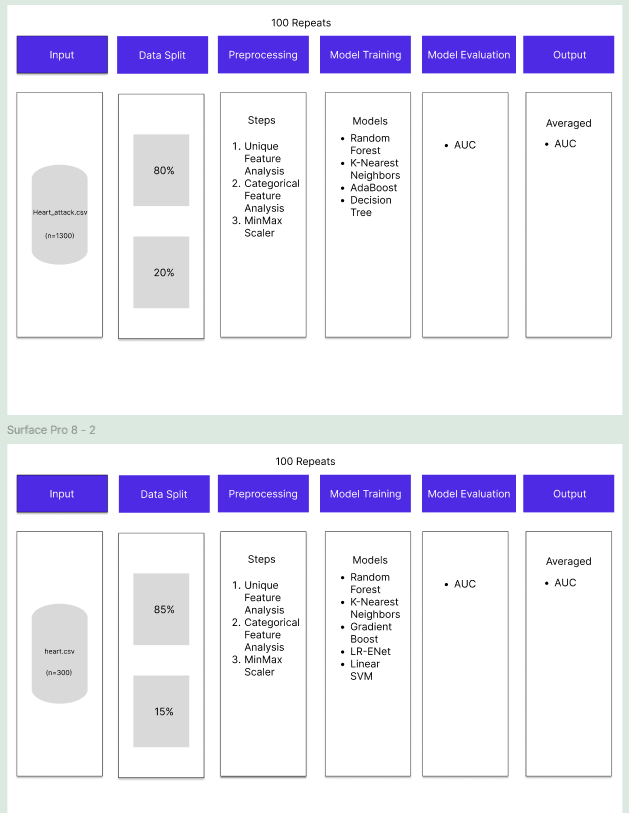 100 Repeats
Input
Data Split
Preprocessing
Model Training
Model Evaluation
Output
Heart_attack.csv
(n=1300)
80%
20%
Steps
1. Unique
Feature
Analysis
2. Categorical
Feature
Analysis
3. MinMax
Scaler
Models
• Random
Forest
• K-Nearest
Neighbors
• AdaBoost
• Decision
Tree
• AUC
Averaged
• AUC
Surface Pro 8 - 2
100 Repeats
Input
Data Split
Preprocessing
Model Training
Model Evaluation
Output
heart.csv
(n=300)
85%
15%
Steps
1. Unique
Feature
Analysis
2. Categorical
Feature
Analysis
3. MinMax
Scaler
Models
• Random
Forest
• K-Nearest
Neighbors
• Gradient
Boost
• LR-ENet
• Linear
SVM
• AUC
Averaged
• AUC